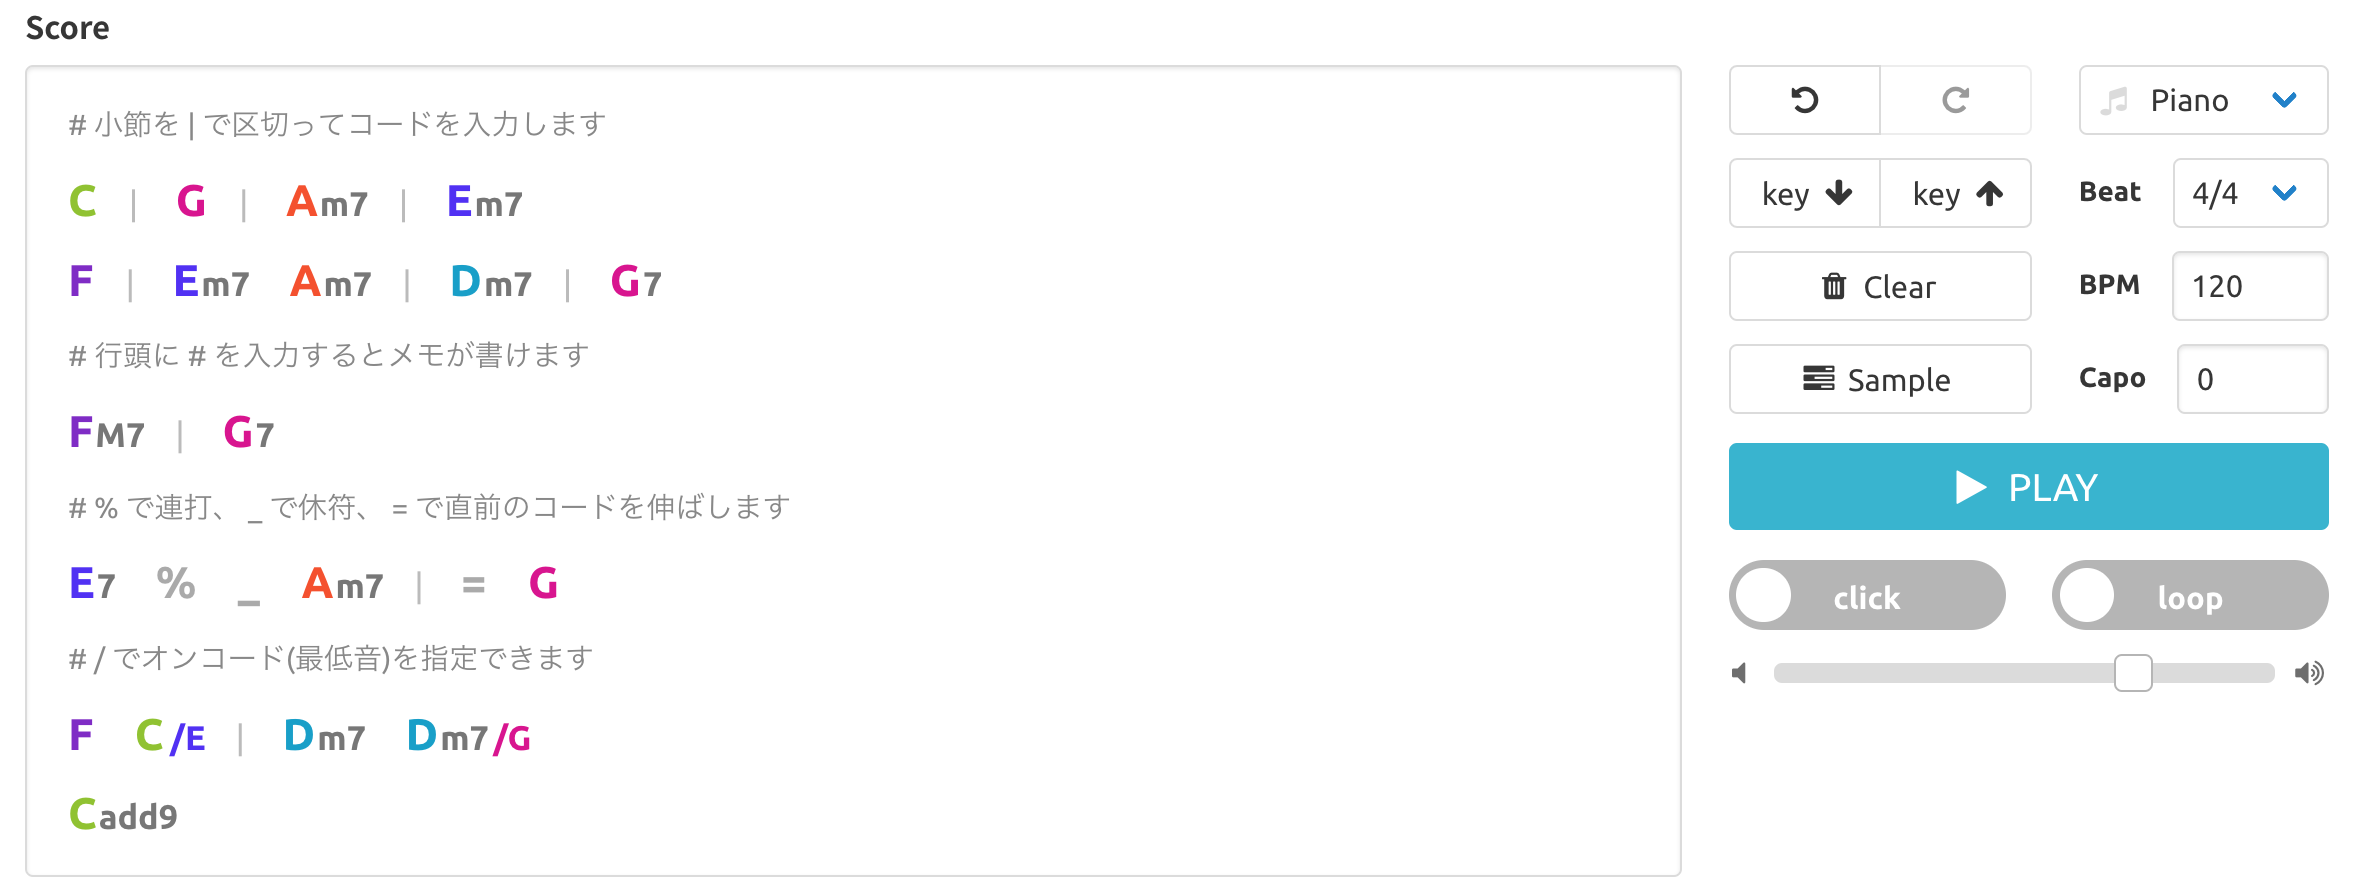 Score
# 小節を | で区切ってコードを入力します
C | G | Am7 | Em7
F | Em7 Am7 | Dm7 | G7
# 行頭に # を入力するとメモが書けます
FM7 | G7
# % で連打、 _ で休符、 = で直前のコードを伸ばします
E7 % _ Am7 | = G
# / でオンコード(最低音)を指定できます
F C/E | Dm7 Dm7/G
Cadd9
Piano
key key
Beat 4/4
Clear
BPM 120
Sample
Capo 0
PLAY
click
loop